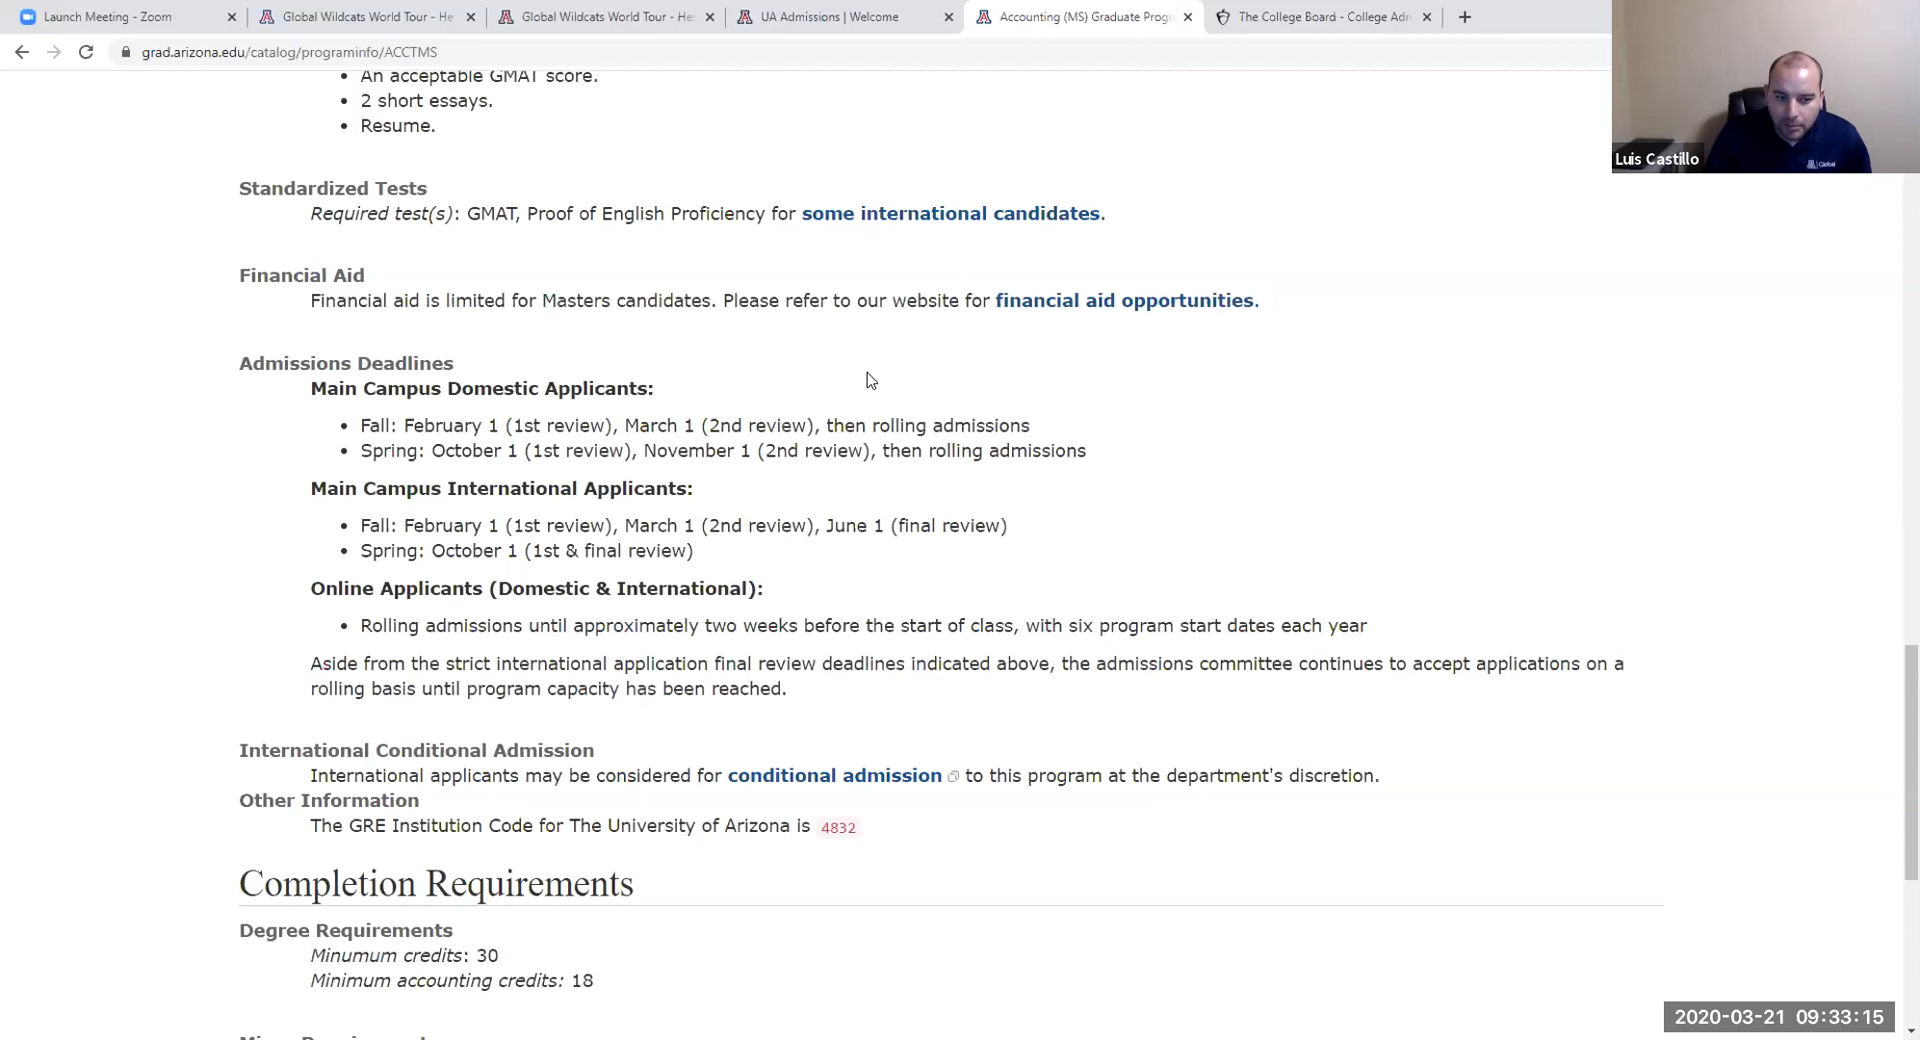 Launch Meeting - Zoom
Global Wildcats World Tour - He
Global Wildcats World Tour - He
UA Admissions | Welcome
Accounting (MS) Graduate Progr
The College Board - College Adm
grad.arizona.edu/catalog/programinfo/ACCTMS
Luis Castillo
Global
• An acceptable GMAT score.
• 2 short essays.
• Resume.
Standardized Tests
Required test(s): GMAT, Proof of English Proficiency for some international candidates.
Financial Aid
Financial aid is limited for Masters candidates. Please refer to our website for financial aid opportunities.
Admissions Deadlines
Main Campus Domestic Applicants:
• Fall: February 1 (1st review), March 1 (2nd review), then rolling admissions
• Spring: October 1 (1st review), November 1 (2nd review), then rolling admissions
Main Campus International Applicants:
• Fall: February 1 (1st review), March 1 (2nd review), June 1 (final review)
• Spring: October 1 (1st & final review)
Online Applicants (Domestic & International):
• Rolling admissions until approximately two weeks before the start of class, with six program start dates each year
Aside from the strict international application final review deadlines indicated above, the admissions committee continues to accept applications on a
rolling basis until program capacity has been reached.
International Conditional Admission
International applicants may be considered for conditional admission to this program at the department's discretion.
Other Information
The GRE Institution Code for The University of Arizona is 4832
Completion Requirements
Degree Requirements
Minumum credits: 30
Minimum accounting credits: 18
2020-03-21 09:33:15